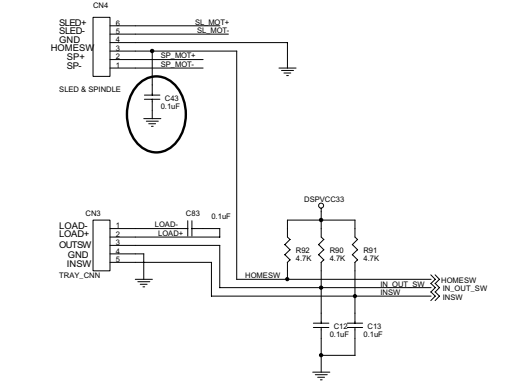 CN4
SLED+ 6 SL_MOT+
SLED- 5 SL_MOT-
GND 4
HOMESW 3
SP+ 2 SP_MOT+
SP- 1 SP_MOT-
SLED & SPINDLE
C43
0.1uF
CN3
C83
0.1uF
LOAD- 1 LOAD-
LOAD+ 2 LOAD+
OUTSW 3
GND 4
INSW 5
TRAY_CNN
DSPVCC33
R92 R90 R91
4.7K 4.7K 4.7K
HOMESW HOMESW
IN_OUT_SW IN_OUT_SW
INSW INSW
C12 C13
0.1uF 0.1uF